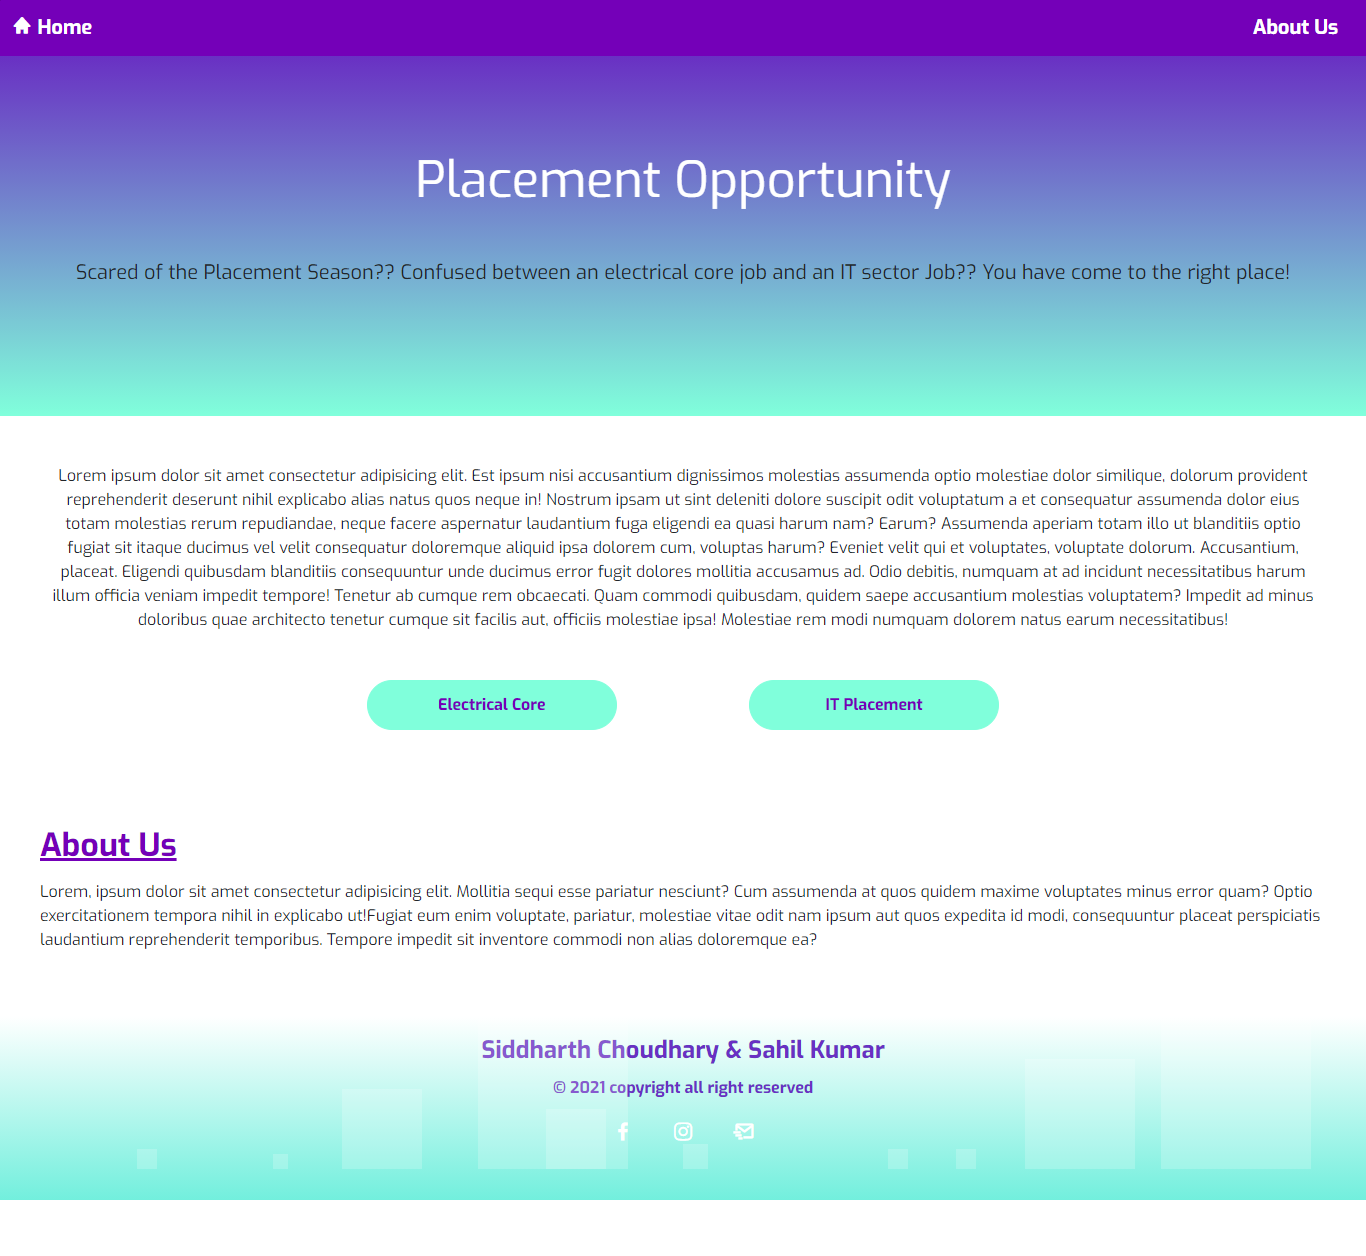 Home
About Us
Placement Opportunity
Scared of the Placement Season?? Confused between an electrical core job and an IT sector Job?? You have come to the right place!
Lorem ipsum dolor sit amet consectetur adipisicing elit. Est ipsum nisi accusantium dignissimos molestias assumenda optio molestiae dolor similique, dolorum provident
reprehenderit deserunt nihil explicabo alias natus quos neque in! Nostrum ipsam ut sint deleniti dolore suscipit odit voluptatum a et consequatur assumenda dolor eius
totam molestias rerum repudiandae, neque facere aspernatur laudantium fuga eligendi ea quasi harum nam? Earum? Assumenda aperiam totam illo ut blanditiis optio
fugiat sit itaque ducimus vel velit consequatur doloremque aliquid ipsa dolorem cum, voluptas harum? Eveniet velit qui et voluptates, voluptate dolorum. Accusantium,
placeat. Eligendi quibusdam blanditiis consequuntur unde ducimus error fugit dolores mollitia accusamus ad. Odio debitis, numquam at ad incidunt necessitatibus harum
illum officia veniam impedit tempore! Tenetur ab cumque rem obcaecati. Quam commodi quibusdam, quidem saepe accusantium molestias voluptatem? Impedit ad minus
doloribus quae architecto tenetur cumque sit facilis aut, officiis molestiae ipsa! Molestiae rem modi numquam dolorem natus earum necessitatibus!
Electrical Core
IT Placement
About Us
Lorem, ipsum dolor sit amet consectetur adipisicing elit. Mollitia sequi esse pariatur nesciunt? Cum assumenda at quos quidem maxime voluptates minus error quam? Optio
exercitationem tempora nihil in explicabo ut!Fugiat eum enim voluptate, pariatur, molestiae vitae odit nam ipsum aut quos expedita id modi, consequuntur placeat perspiciatis
laudantium reprehenderit temporibus. Tempore impedit sit inventore commodi non alias doloremque ea?
Siddharth Choudhary & Sahil Kumar
© 2021 copyright all right reserved